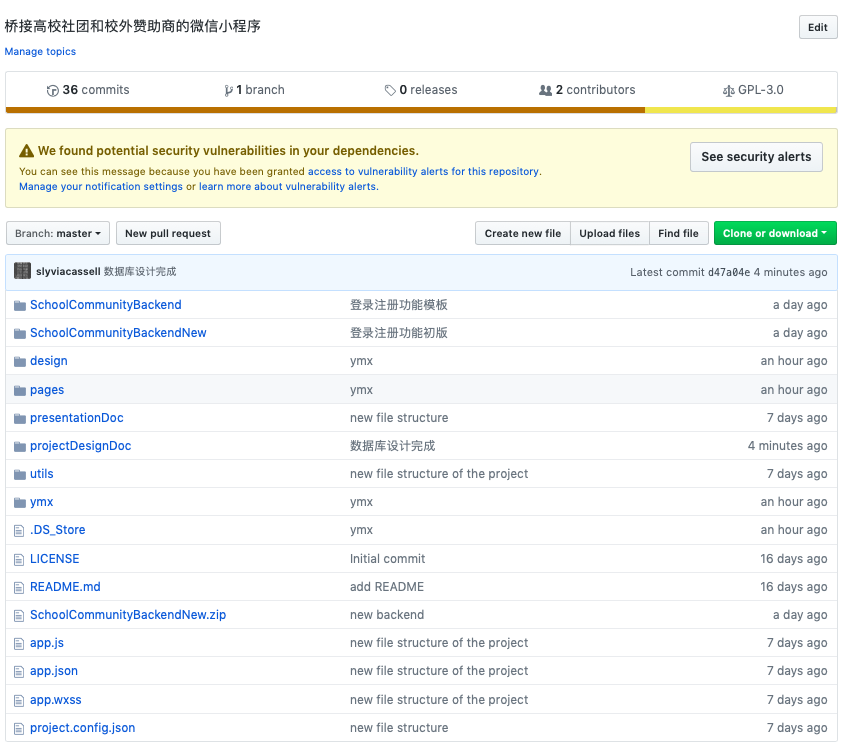 桥接高校社团和校外赞助商的微信小程序
Edit
Manage topics
36 commits 1 branch 0 releases 2 contributors GPL-3.0
We found potential security vulnerabilities in your dependencies.
You can see this message because you have been granted access to vulnerability alerts for this repository.
Manage your notification settings or learn more about vulnerability alerts.
See security alerts
Branch: master New pull request Create new file Upload files Find file Clone or download
slyviacassell 数据库设计完成 Latest commit d47a04e 4 minutes ago
SchoolCommunityBackend 登录注册功能模板 a day ago
SchoolCommunityBackendNew 登录注册功能初版 a day ago
design ymx an hour ago
pages ymx an hour ago
presentationDoc new file structure 7 days ago
projectDesignDoc 数据库设计完成 4 minutes ago
utils new file structure of the project 7 days ago
ymx ymx an hour ago
.DS_Store ymx an hour ago
LICENSE Initial commit 16 days ago
README.md add README 16 days ago
SchoolCommunityBackendNew.zip new backend a day ago
app.js new file structure of the project 7 days ago
app.json new file structure of the project 7 days ago
app.wxss new file structure of the project 7 days ago
project.config.json new file structure 7 days ago